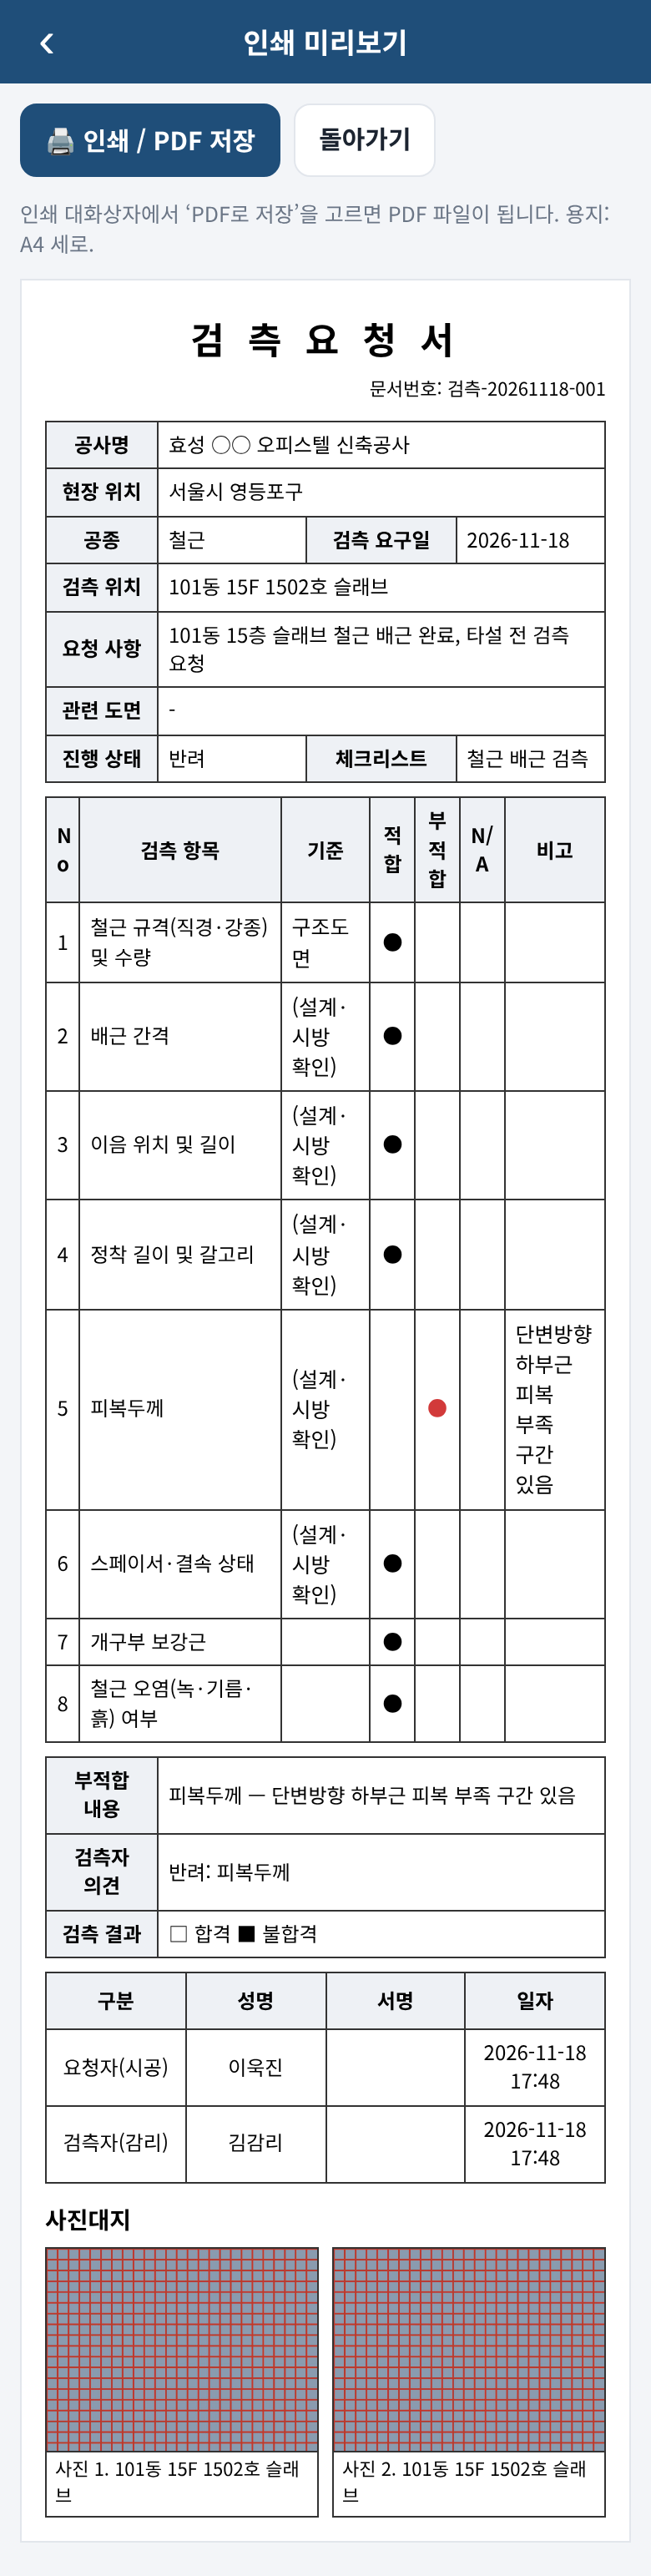 인쇄 미리보기
🖨️ 인쇄 / PDF 저장
돌아가기
인쇄 대화상자에서 ‘PDF로 저장’을 고르면 PDF 파일이 됩니다. 용지:
A4 세로.
검 측 요 청 서
문서번호: 검측-20261118-001
공사명 효성 〇〇 오피스텔 신축공사
현장 위치 서울시 영등포구
공종 철근 검측 요구일 2026-11-18
검측 위치 101동 15F 1502호 슬래브
요청 사항 101동 15층 슬래브 철근 배근 완료, 타설 전 검측
요청
관련 도면 -
진행 상태 반려 체크리스트 철근 배근 검측
No 검측 항목 기준 적합 부적합 N/A 비고
1 철근 규격(직경·강종) 구조도
및 수량 면 ●
2 배근 간격 (설계·
시방
확인) ●
3 이음 위치 및 길이 (설계·
시방
확인) ●
4 정착 길이 및 갈고리 (설계·
시방
확인) ●
5 피복두께 (설계·
시방
확인) ● 단변방향
하부근
피복
부족
구간
있음
6 스페이서·결속 상태 (설계·
시방
확인) ●
7 개구부 보강근 ●
8 철근 오염(녹·기름·
흙) 여부 ●
부적합
내용 피복두께 — 단변방향 하부근 피복 부족 구간 있음
검측자
의견 반려: 피복두께
검측 결과 □ 합격 ■ 불합격
구분 성명 서명 일자
요청자(시공) 이욱진 2026-11-18
17:48
검측자(감리) 김감리 2026-11-18
17:48
사진대지
사진 1. 101동 15F 1502호 슬래
브
사진 2. 101동 15F 1502호 슬래
브